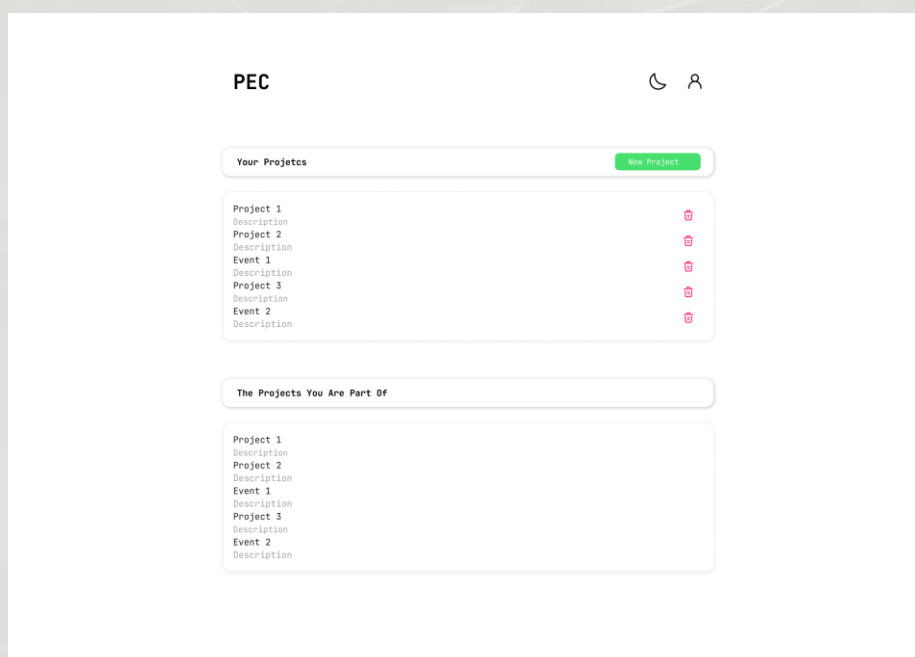 PEC
Your Projetcs
New Project
Project 1
Description
Project 2
Description
Event 1
Description
Project 3
Description
Event 2
Description
The Projects You Are Part Of
Project 1
Description
Project 2
Description
Event 1
Description
Project 3
Description
Event 2
Description